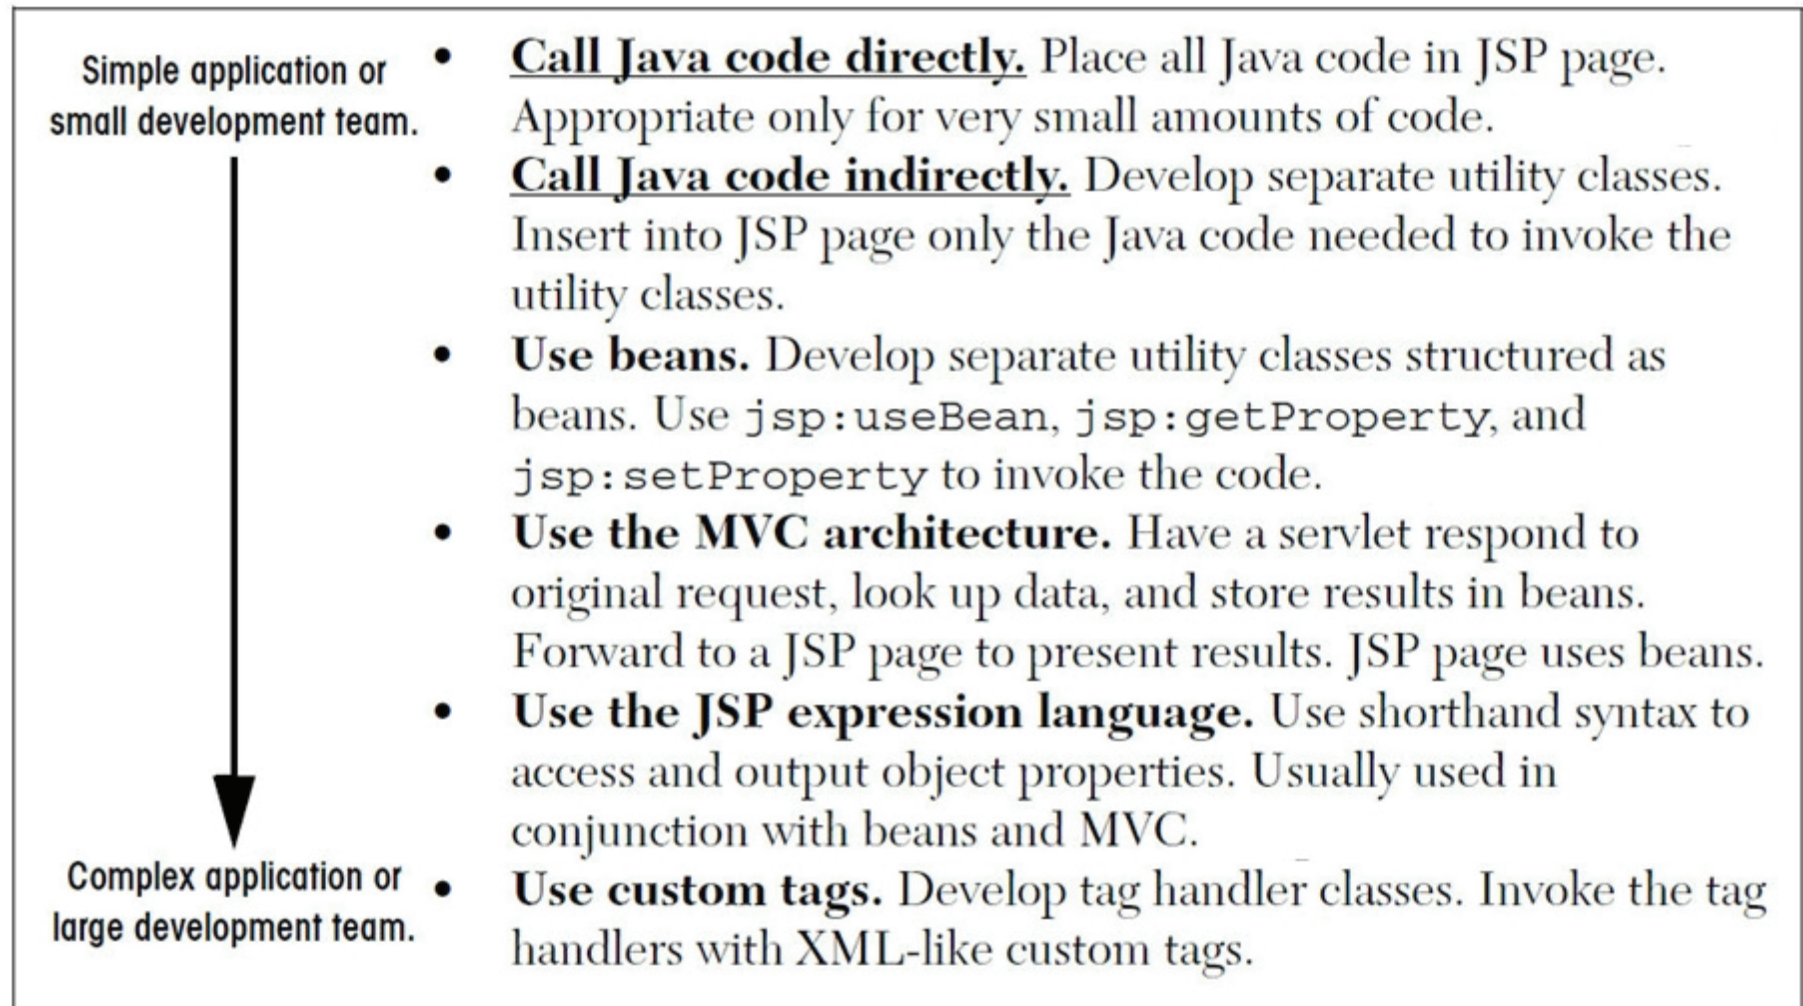 Simple application or
small development team.
• Call Java code directly. Place all Java code in JSP page.
Appropriate only for very small amounts of code.
• Call Java code indirectly. Develop separate utility classes.
Insert into JSP page only the Java code needed to invoke the
utility classes.
• Use beans. Develop separate utility classes structured as
beans. Use jsp:useBean, jsp:getProperty, and
jsp:setProperty to invoke the code.
• Use the MVC architecture. Have a servlet respond to
original request, look up data, and store results in beans.
Forward to a JSP page to present results. JSP page uses beans.
• Use the JSP expression language. Use shorthand syntax to
access and output object properties. Usually used in
conjunction with beans and MVC.
Complex application or
large development team.
• Use custom tags. Develop tag handler classes. Invoke the tag
handlers with XML-like custom tags.